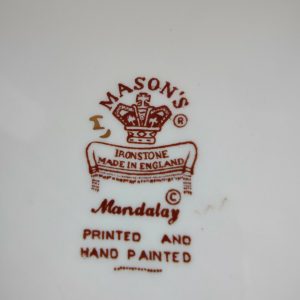 MASON'S
®
IRONSTONE
MADE IN ENGLAND
©
Mandalay
PRINTED AND
HAND PAINTED